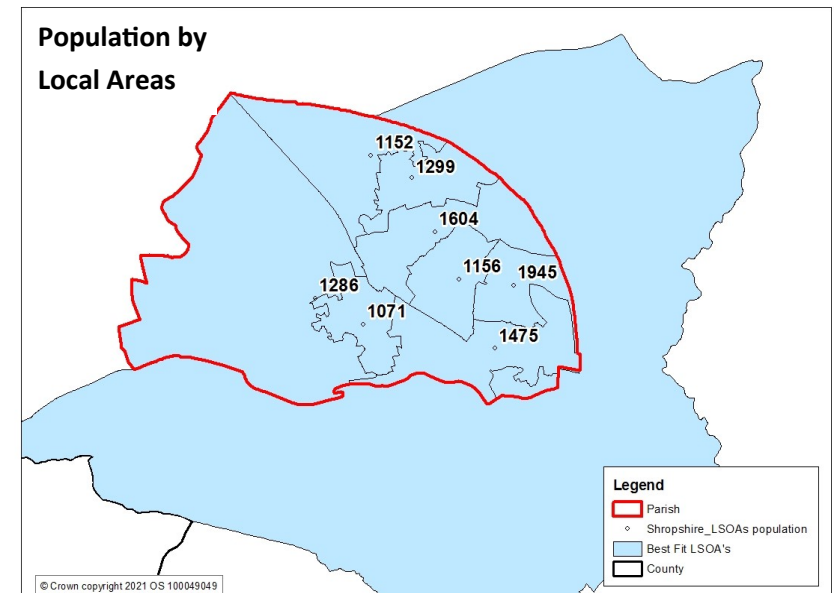 Population by
Local Areas
1152
1299
1604
1156
1945
1286
1071
1475
Legend
Parish
Shropshire_LSOAs population
Best Fit LSOA's
County
© Crown copyright 2021 OS 100049049